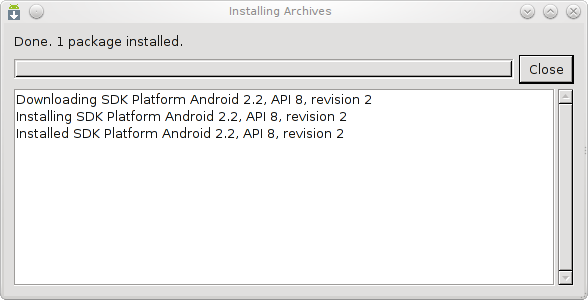 Installing Archives
Done. 1 package installed.
Close
Downloading SDK Platform Android 2.2, API 8, revision 2
Installing SDK Platform Android 2.2, API 8, revision 2
Installed SDK Platform Android 2.2, API 8, revision 2